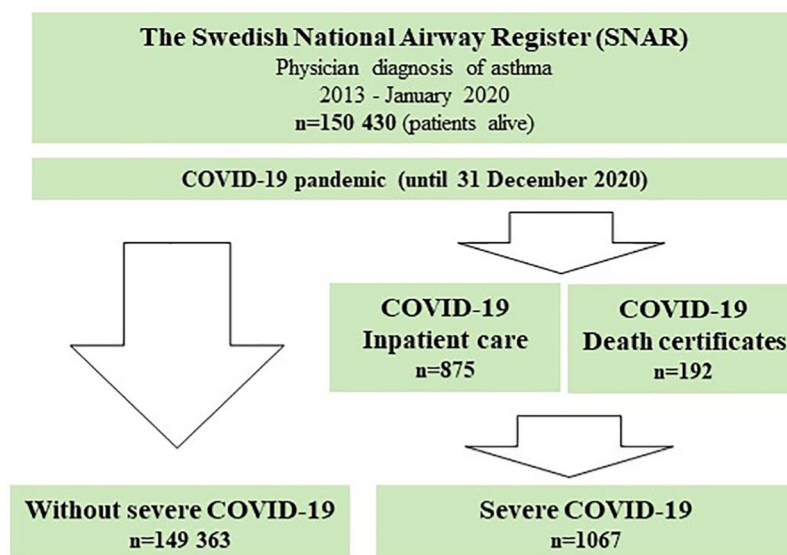 The Swedish National Airway Register (SNAR)
Physician diagnosis of asthma
2013 - January 2020
n=150 430 (patients alive)
COVID-19 pandemic (until 31 December 2020)
COVID-19
Inpatient care
n=875
COVID-19
Death certificates
n=192
Without severe COVID-19
n=149 363
Severe COVID-19
n=1067